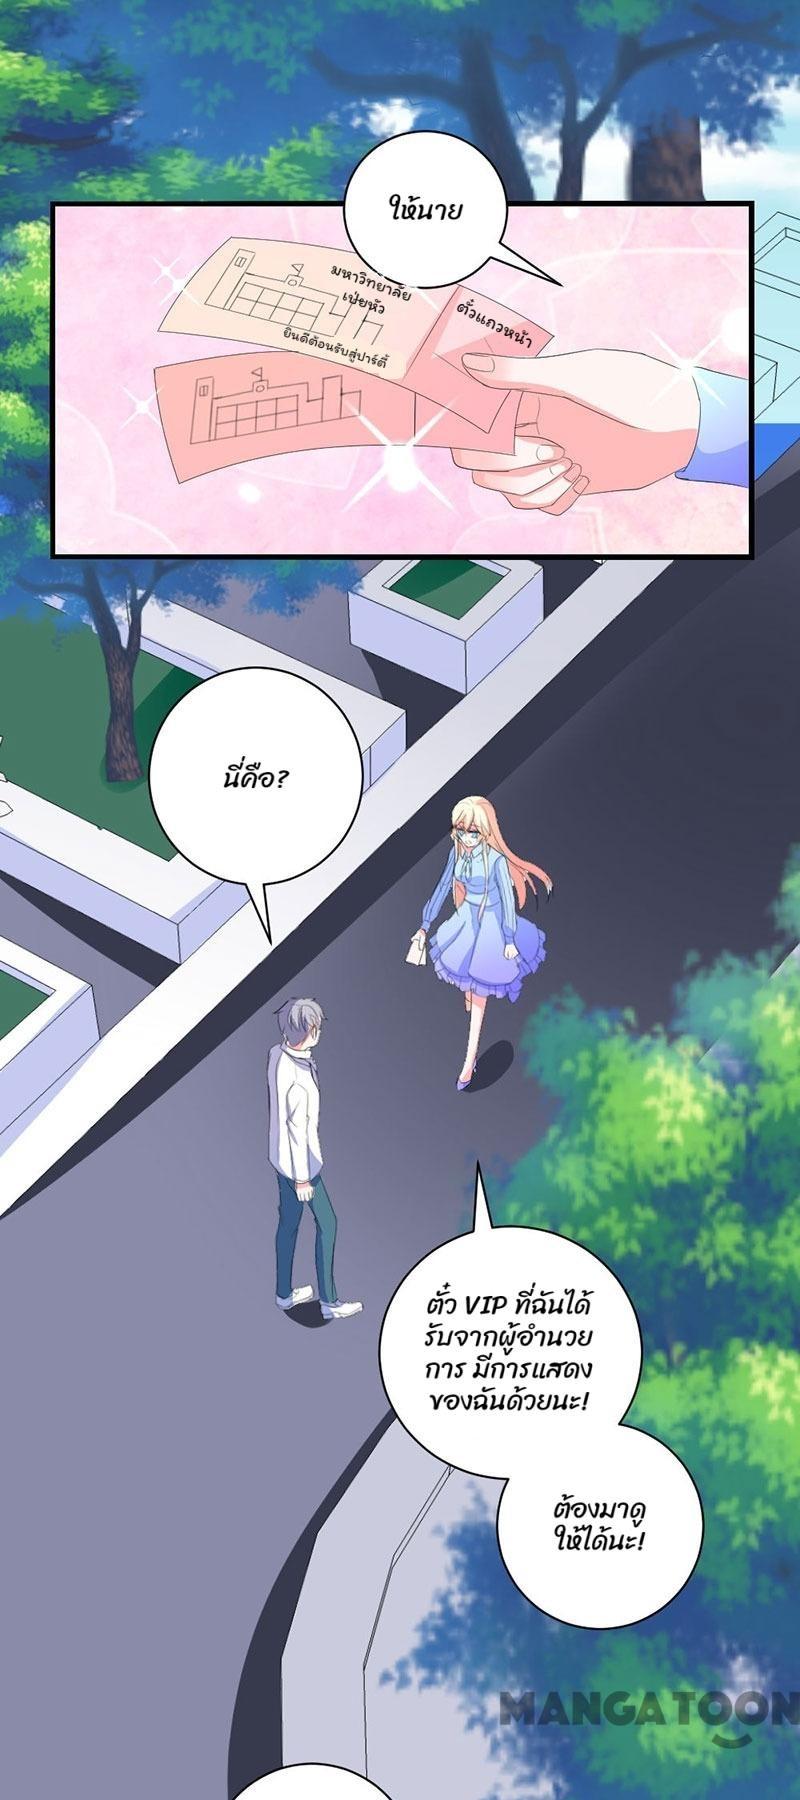 ให้นาย
มหาวิทยาลัย
เป่ยหัว
ยินดีต้อนรับสู่ปาร์ตี้
ตั๋วแถวหน้า
นี่คือ?
ตั๋ว VIP ที่ฉันได้
รับจากผู้อำนวย
การ มีการแสดง
ของฉันด้วยนะ!
ต้องมาดู
ให้ได้นะ!
MANGATOON